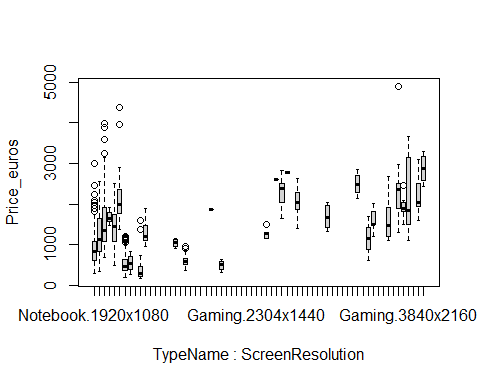 5000
3000
1000
0
Price_euros
Notebook.1920x1080 Gaming.2304x1440 Gaming.3840x2160
TypeName : ScreenResolution